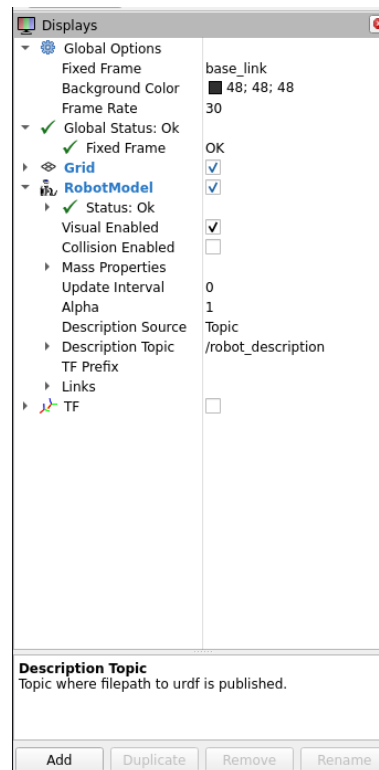 Displays
Global Options
Fixed Frame base_link
Background Color 48; 48; 48
Frame Rate 30
Global Status: Ok
Fixed Frame OK
Grid
RobotModel
Status: Ok
Visual Enabled
Collision Enabled
Mass Properties
Update Interval 0
Alpha 1
Description Source Topic
Description Topic /robot_description
TF Prefix
Links
TF
Description Topic
Topic where filepath to urdf is published.
Add Duplicate Remove Rename